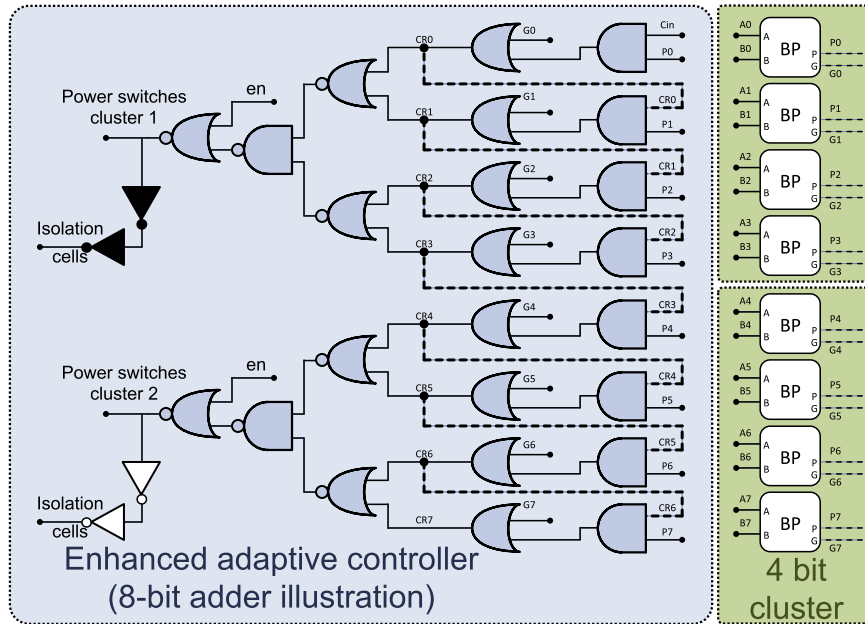 Cin
CR0
G0
P0
en
Power switches
cluster 1
CR1
G1
CR0
P1
CR2
G2
CR1
P2
Isolation
cells
CR3
G3
CR2
P3
CR4
G4
CR3
P4
en
Power switches
cluster 2
CR5
G5
CR4
P5
CR6
G6
CR5
P6
Isolation
cells
CR7
G7
CR6
P7
Enhanced adaptive controller
(8-bit adder illustration)
A0 A BP P P0
B0 B G G0
A1 A BP P P1
B1 B G G1
A2 A BP P P2
B2 B G G2
A3 A BP P P3
B3 B G G3
A4 A BP P P4
B4 B G G4
A5 A BP P P5
B5 B G G5
A6 A BP P P6
B6 B G G6
A7 A BP P P7
B7 B G G7
4 bit
cluster